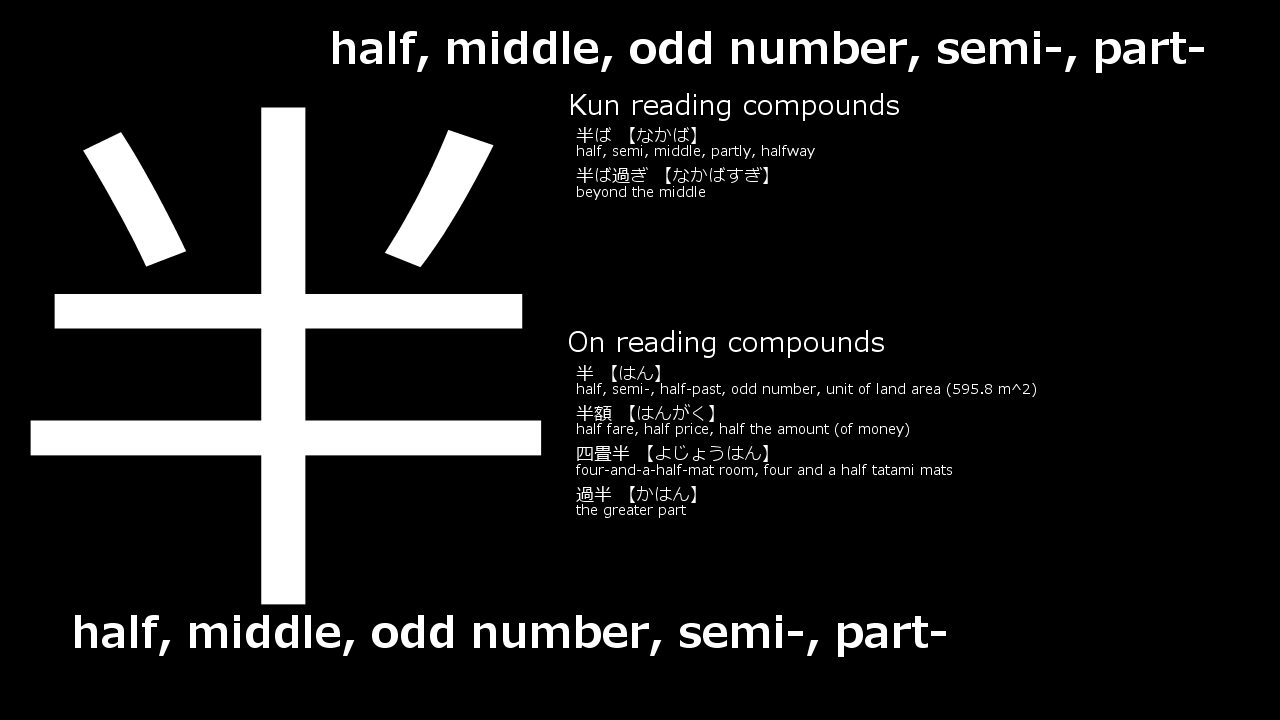 half, middle, odd number, semi-, part-
半
Kun reading compounds
半ば 【なかば】
half, semi, middle, partly, halfway
半ば過ぎ 【なかばすぎ】
beyond the middle
On reading compounds
半 【はん】
half, semi-, half-past, odd number, unit of land area (595.8 m^2)
半額 【はんがく】
half fare, half price, half the amount (of money)
四畳半 【よじょうはん】
four-and-a-half-mat room, four and a half tatami mats
過半 【かはん】
the greater part
half, middle, odd number, semi-, part-